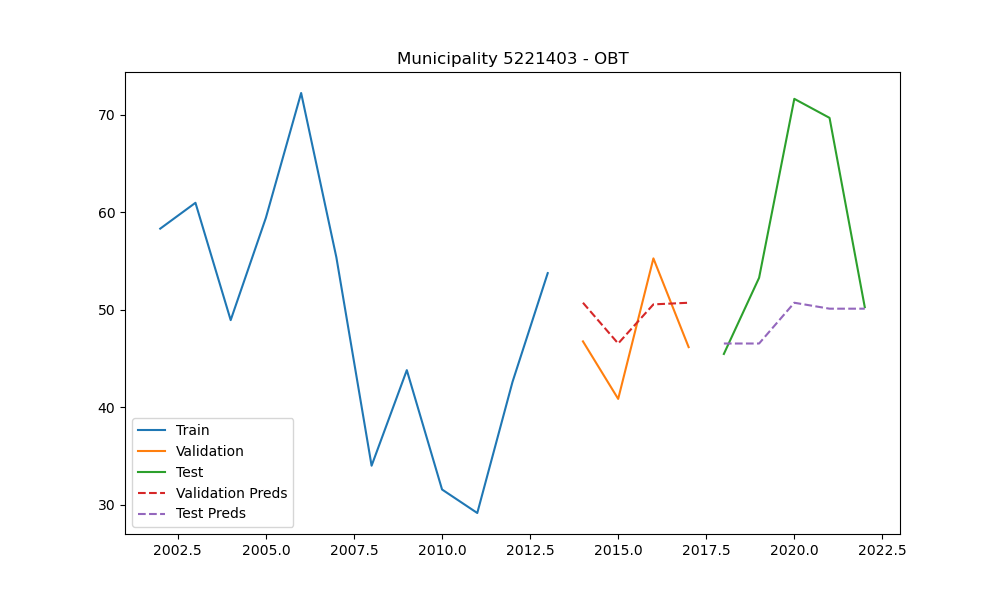 Municipality 5221403 - OBT
70
60
50
40
30
Train
Validation
Test
Validation Preds
Test Preds
2002.5 2005.0 2007.5 2010.0 2012.5 2015.0 2017.5 2020.0 2022.5